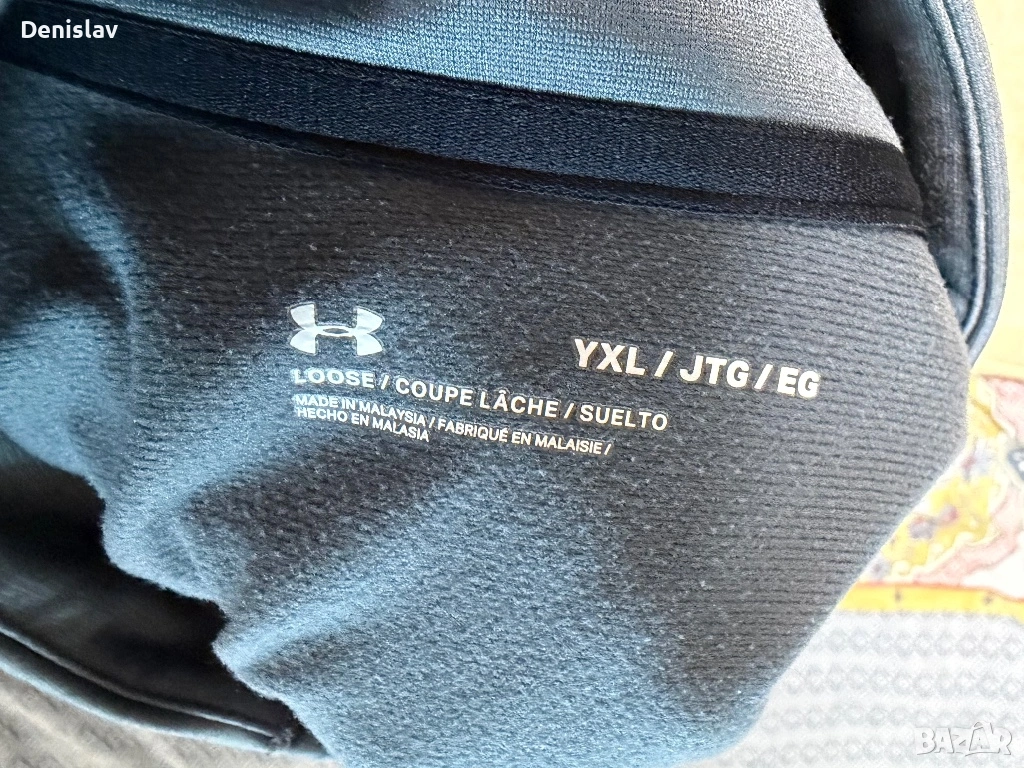 Denislav
YXL / JTG / EG
LOOSE / COUPE LÂCHE / SUELTO
MADE IN MALAYSIA / FABRIQUÉ EN MALAISIE /
HECHO EN MALASIA
BAZAR